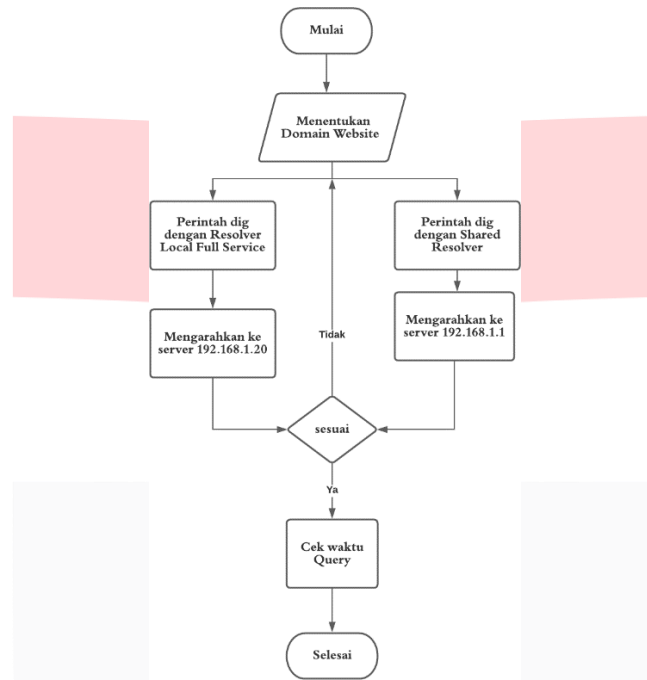 Mulai
Menentukan
Domain Website
Perintah dig
dengan Resolver
Local Full Service
Perintah dig
dengan Shared
Resolver
Mengarahkan ke
server 192.168.1.20
Mengarahkan ke
server 192.168.1.1
Tidak
sesuai
Ya
Cek waktu
Query
Selesai